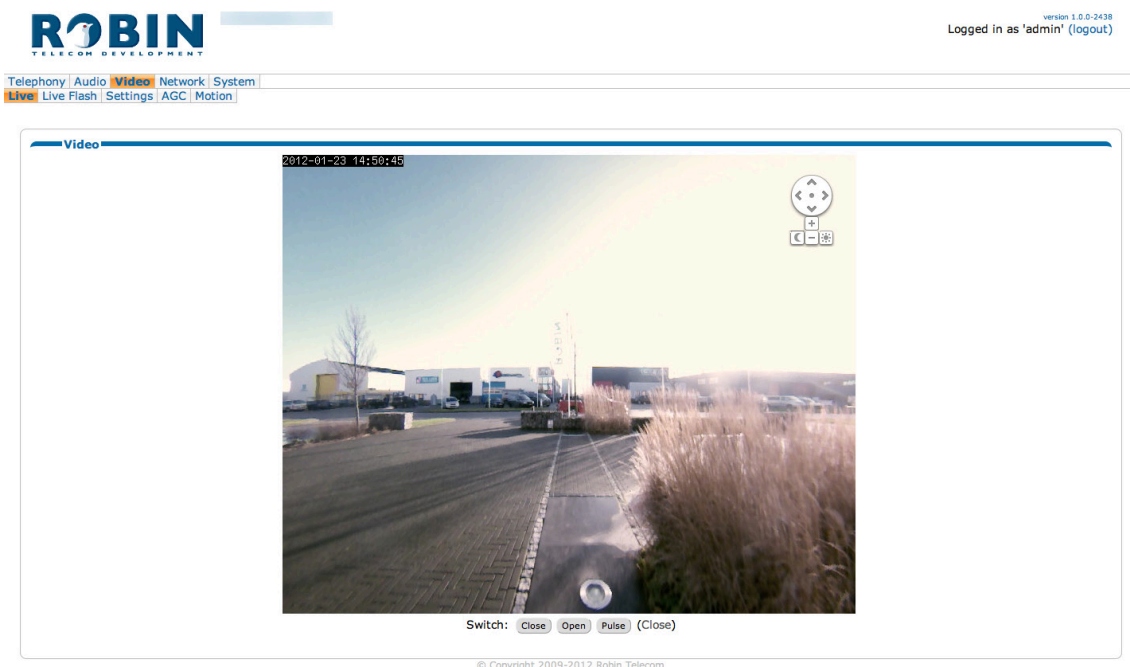 ROBIN
TELECOM DEVELOPMENT
version 1.0.0-2438
Logged in as 'admin' (logout)
Telephony Audio Video Network System
Live Live Flash Settings AGC Motion
Video
2012-01-23 14:50:45
Switch: Close Open Pulse (Close)
© Copyright 2009-2012 Robin Telecom